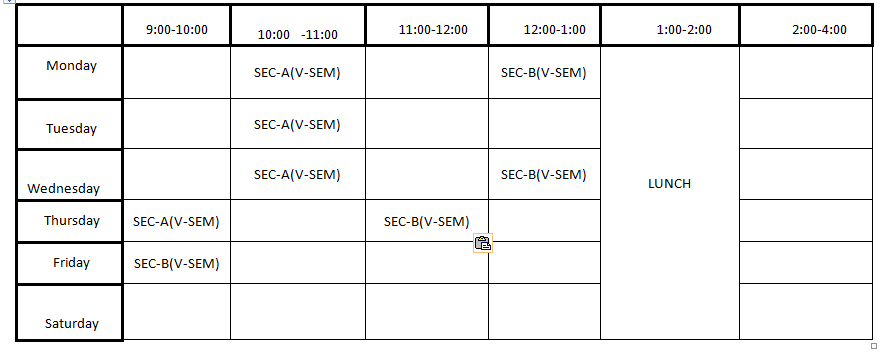 9:00-10:00 10:00 -11:00 11:00-12:00 12:00-1:00 1:00-2:00 2:00-4:00
Monday SEC-A(V-SEM) SEC-B(V-SEM)
Tuesday SEC-A(V-SEM)
Wednesday SEC-A(V-SEM) SEC-B(V-SEM) LUNCH
Thursday SEC-A(V-SEM) SEC-B(V-SEM)
Friday SEC-B(V-SEM)
Saturday